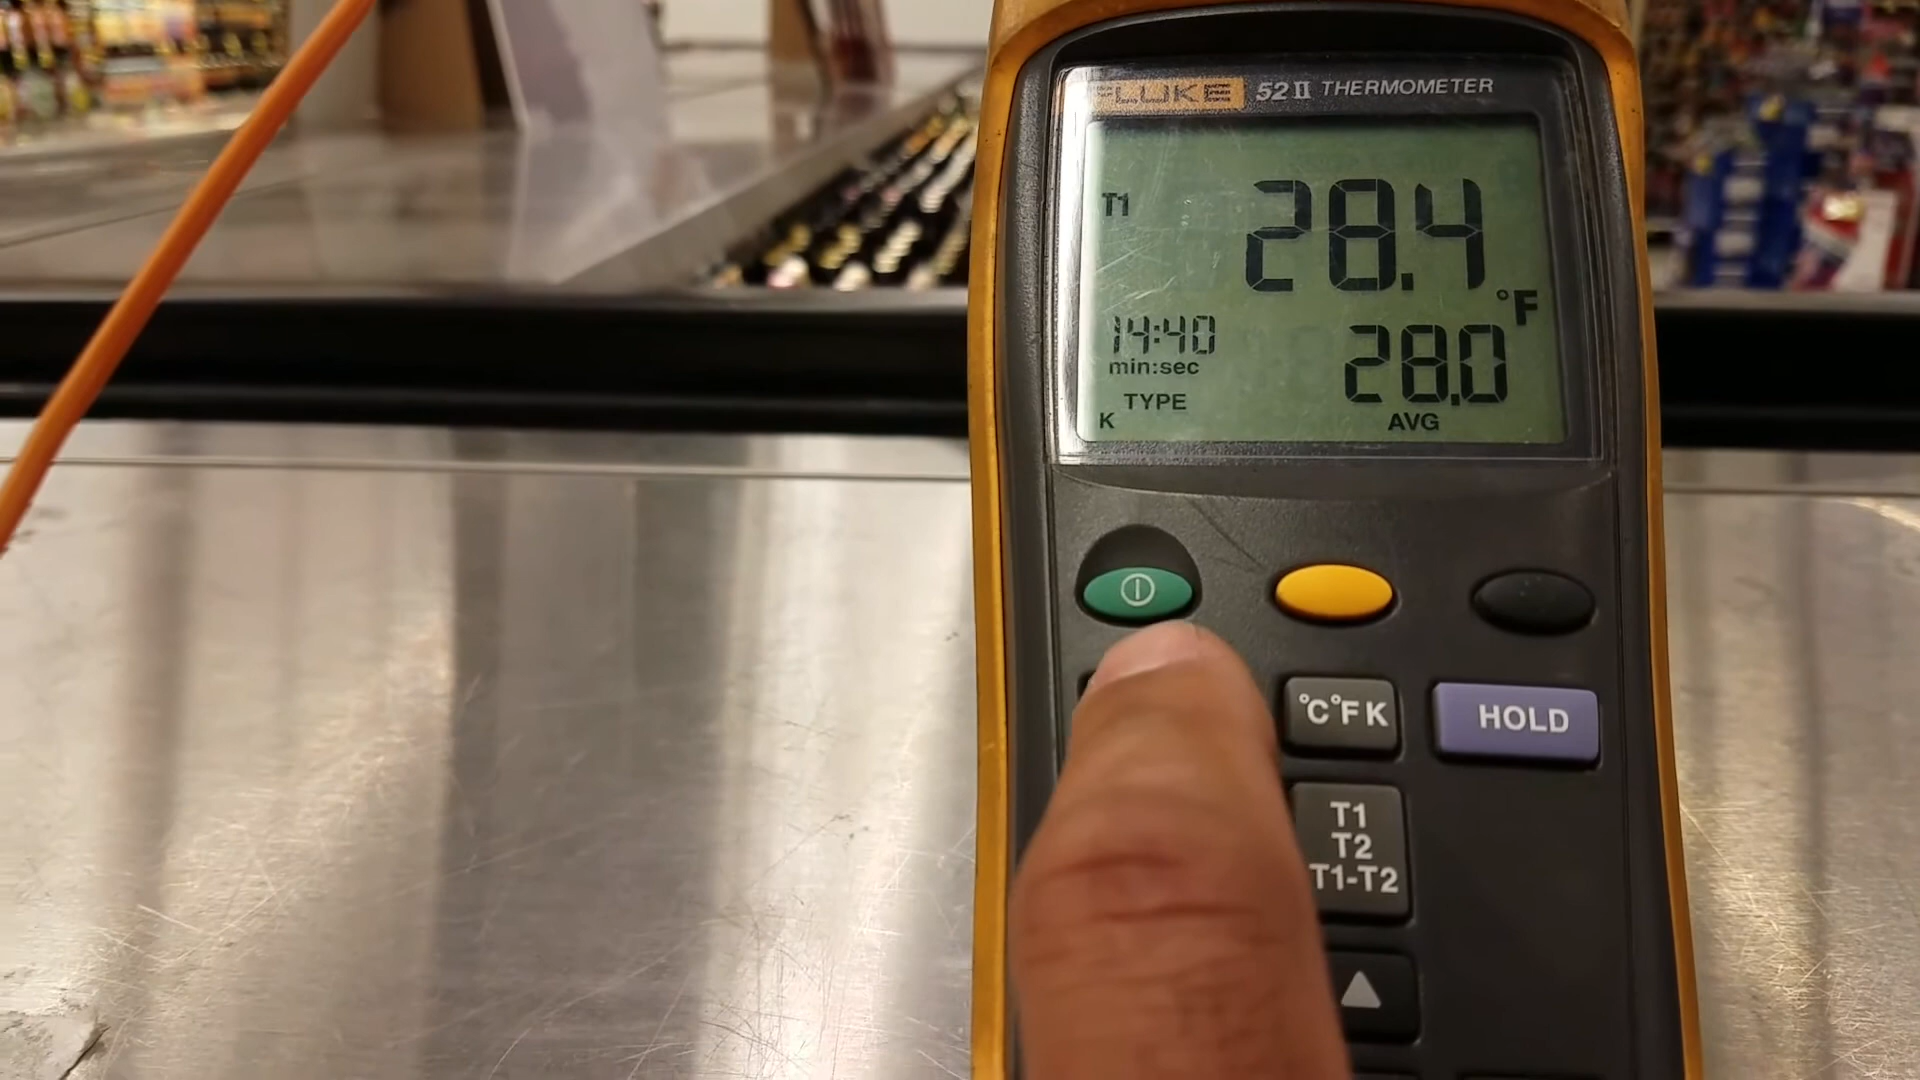 FLUKE 52 II THERMOMETER
T1 28.4 °F
14:40 28.0
min:sec
TYPE
K AVG
°C°F K HOLD
T1
T2
T1-T2